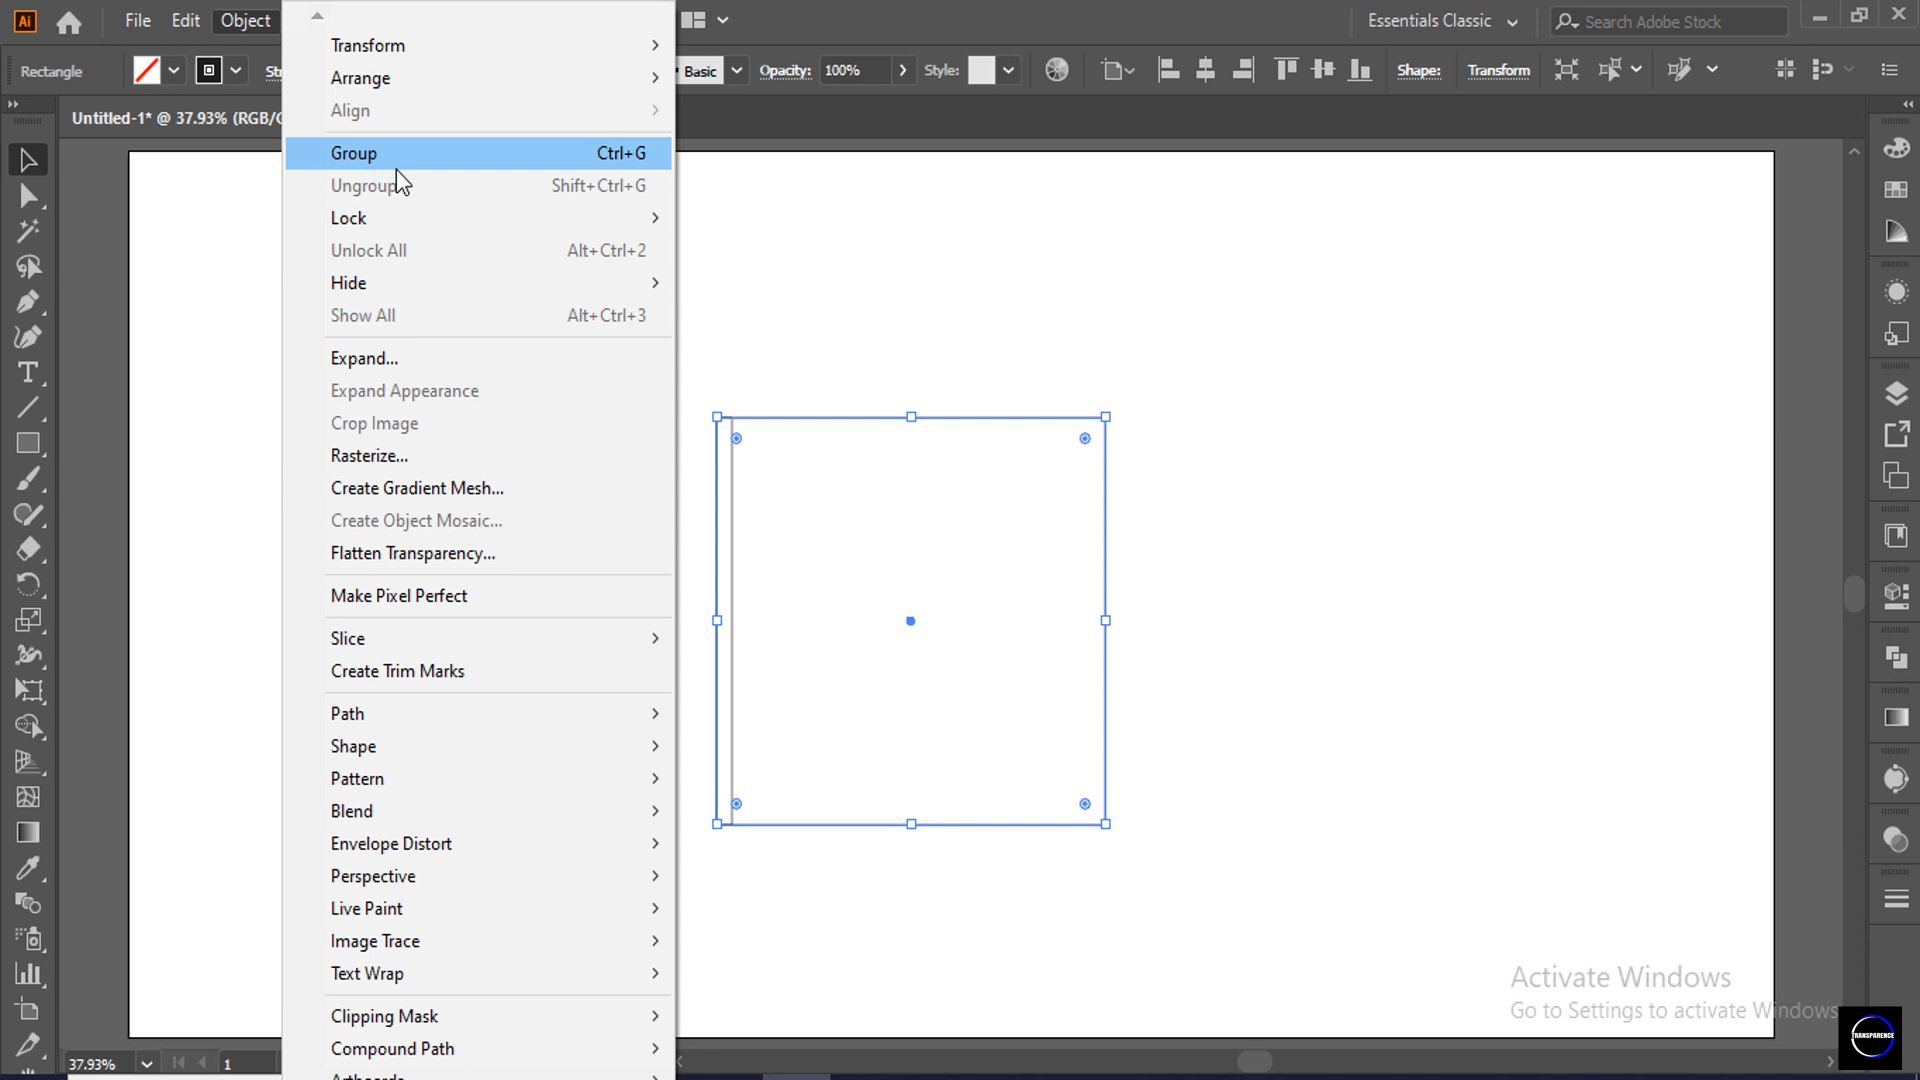 Ai
File
Edit
Object
Essentials Classic
Search Adobe Stock
Rectangle
Basic
Opacity:
100%
Style:
Shape:
Transform
Untitled-1* @ 37.93%
Transform
Arrange
Align
Group Ctrl+G
Ungroup Shift+Ctrl+G
Lock
Unlock All Alt+Ctrl+2
Hide
Show All Alt+Ctrl+3
Expand...
Expand Appearance
Crop Image
Rasterize...
Create Gradient Mesh...
Create Object Mosaic...
Flatten Transparency...
Make Pixel Perfect
Slice
Create Trim Marks
Path
Shape
Pattern
Blend
Envelope Distort
Perspective
Live Paint
Image Trace
Text Wrap
Clipping Mask
Compound Path
Artboards
Activate Windows
Go to Settings to activate Windows
TRANSPARENCE
37.93%
1